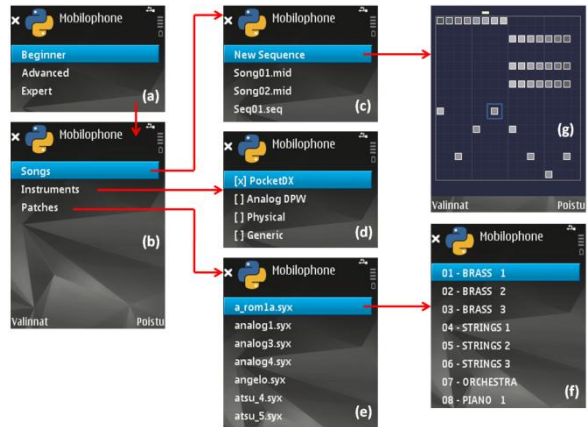 Mobilophone
Beginner
Advanced
Expert
(a)
Mobilophone
Songs
Instruments
Patches
(b)
Valinnat Poistu
Mobilophone
New Sequence
Song01.mid
Song02.mid
Seq01.seq
(c)
Mobilophone
[x] PocketDX
[ ] Analog DPW
[ ] Physical
[ ] Generic
(d)
Mobilophone
a_rom1a.syx
analog1.syx
analog3.syx
analog4.syx
angelo.syx
atsu_4.syx
atsu_5.syx
(e)
(g)
Valinnat Poistu
Mobilophone
01 - BRASS 1
02 - BRASS 2
03 - BRASS 3
04 - STRINGS 1
05 - STRINGS 2
06 - STRINGS 3
07 - ORCHESTRA
08 - PIANO 1
(f)